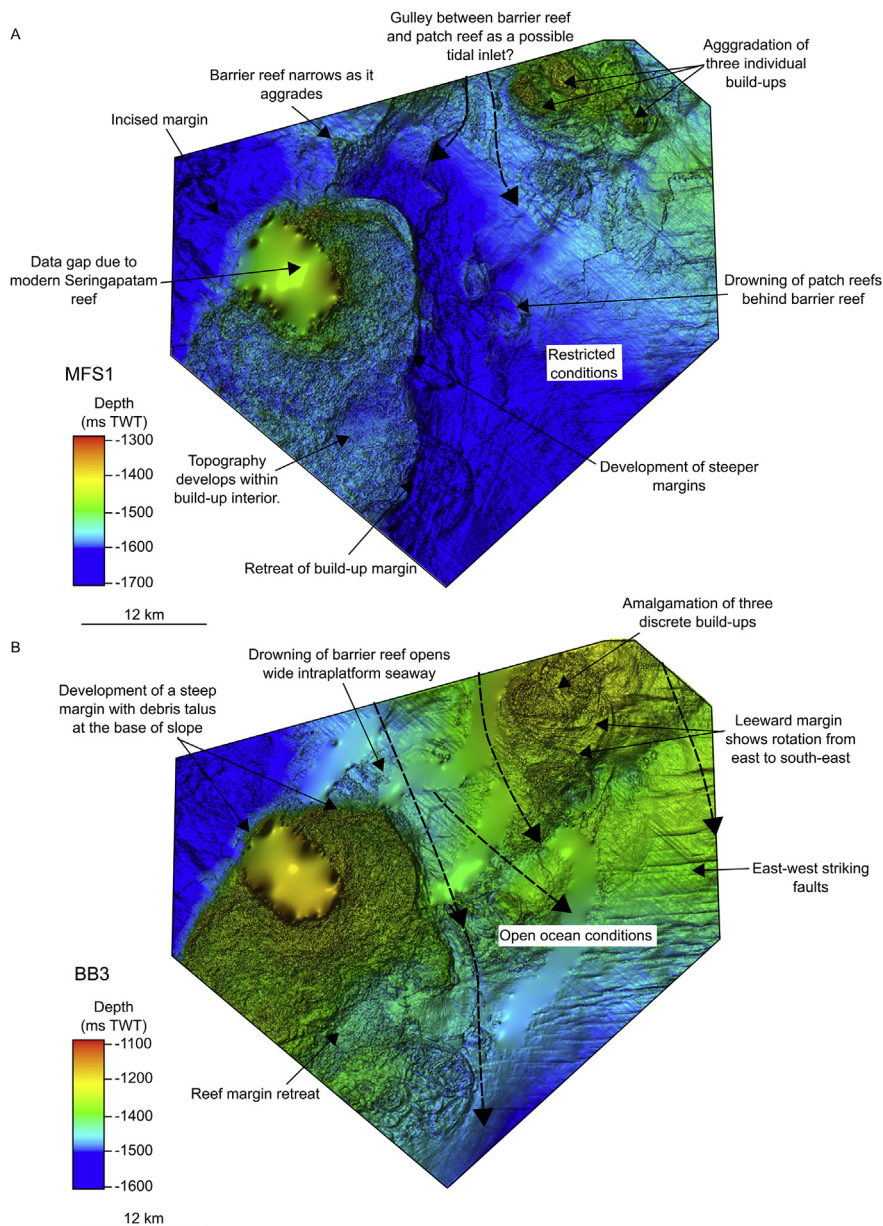 A
Gulley between barrier reef
and patch reef as a possible
tidal inlet?
Agggradation of
three individual
build-ups
Barrier reef narrows as it
aggrades
Incised margin
Data gap due to
modern Seringapatam
reef
Drowning of patch reefs
behind barrier reef
Restricted
conditions
MFS1
Depth
(ms TWT)
-1300
-1400
-1500
-1600
-1700
Topography
develops within
build-up interior.
Development of steeper
margins
Retreat of build-up margin
12 km
B
Amalgamation of three
discrete build-ups
Drowning of barrier reef opens
wide intraplatform seaway
Development of a steep
margin with debris talus
at the base of slope
Leeward margin
shows rotation from
east to south-east
East-west striking
faults
Open ocean conditions
BB3
Depth
(ms TWT)
-1100
-1200
-1400
-1500
-1600
Reef margin retreat
12 km